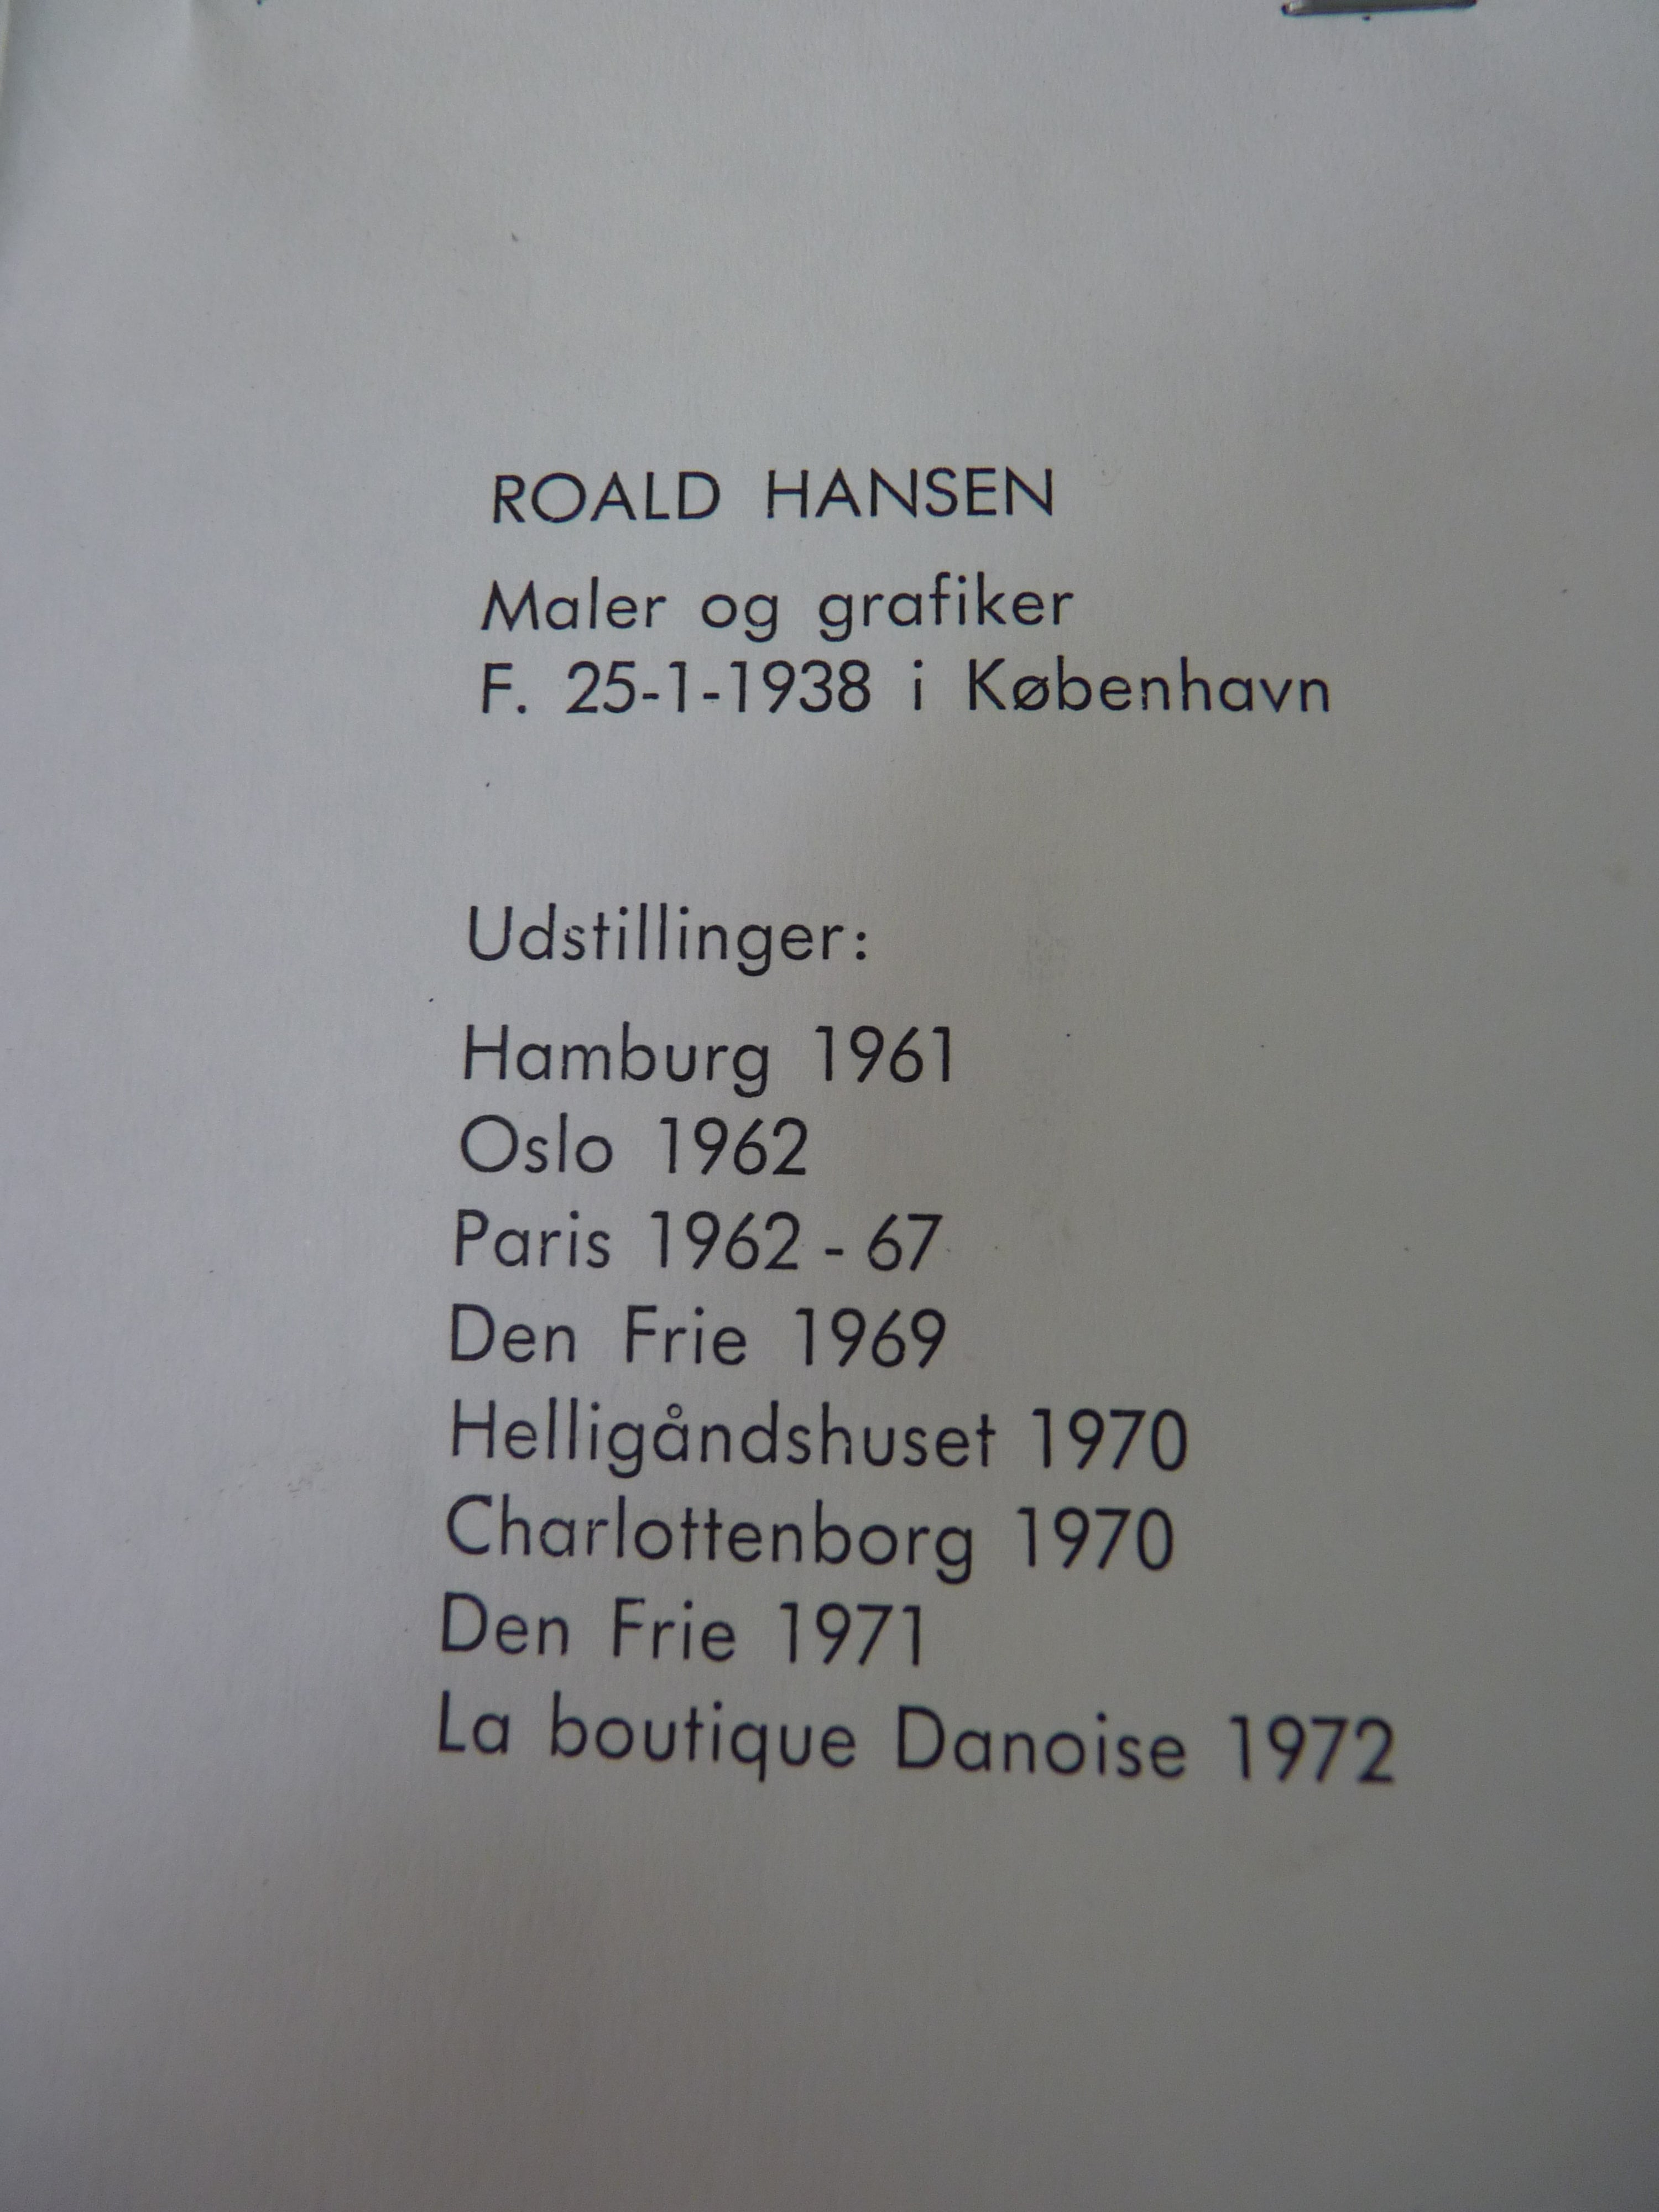 ROALD HANSEN
Maler og grafiker
F. 25-1-1938 i København
Udstillinger:
Hamburg 1961
Oslo 1962
Paris 1962 - 67
Den Frie 1969
Helligåndshuset 1970
Charlottenborg 1970
Den Frie 1971
La boutique Danoise 1972